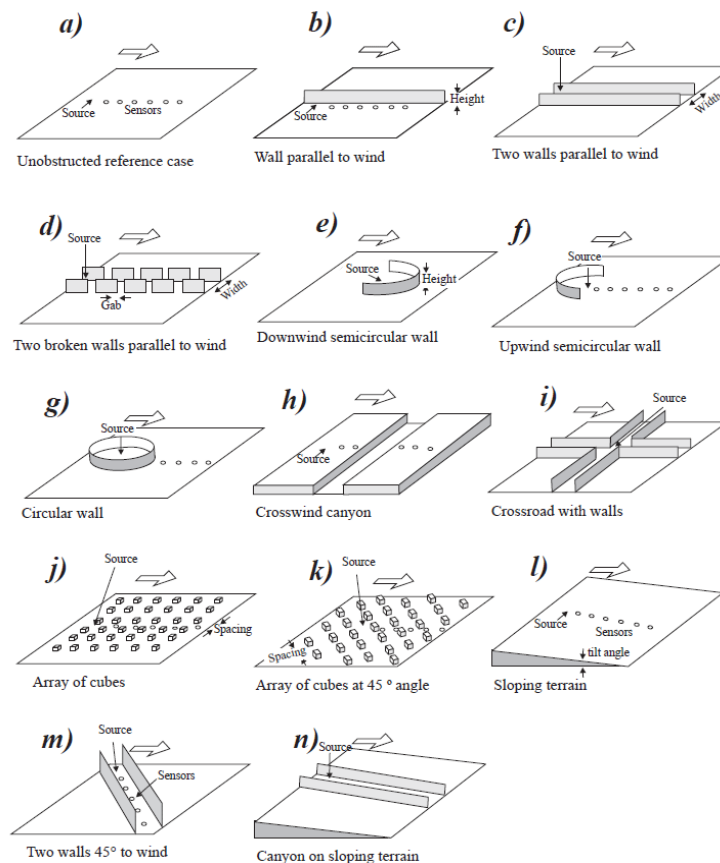 a)
Source
Sensors
Unobstructed reference case
b)
Source
Height
Wall parallel to wind
c)
Source
Width
Two walls parallel to wind
d)
Source
Gab
Width
Two broken walls parallel to wind
e)
Source
Height
Downwind semicircular wall
f)
Source
Upwind semicircular wall
g)
Source
Circular wall
h)
Source
Crosswind canyon
i)
Source
Crossroad with walls
j)
Source
Spacing
Array of cubes
k)
Source
Spacing
Array of cubes at 45 º angle
l)
Source
Sensors
tilt angle
Sloping terrain
m)
Source
Sensors
Two walls 45° to wind
n)
Source
Canyon on sloping terrain